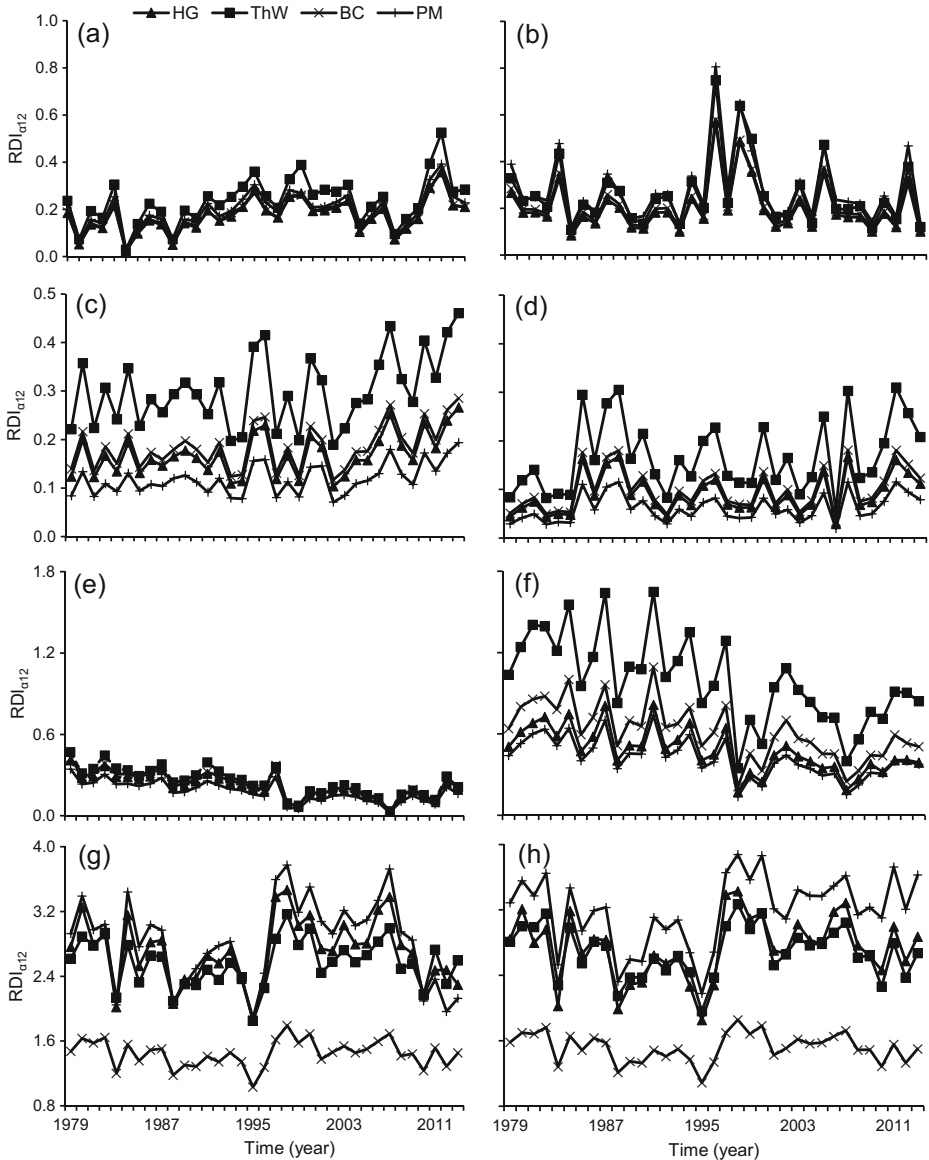 HG ThW BC PM
(a)
(b)
1.0
0.8
0.6
0.4
0.2
0.0
RDIα12
(c)
(d)
0.5
0.4
0.3
0.2
0.1
0.0
RDIα12
(e)
(f)
1.8
1.2
0.6
0.0
RDIα12
(g)
(h)
4.0
3.2
2.4
1.6
0.8
RDIα12
1979 1987 1995 2003 2011
1979 1987 1995 2003 2011
Time (year)
Time (year)